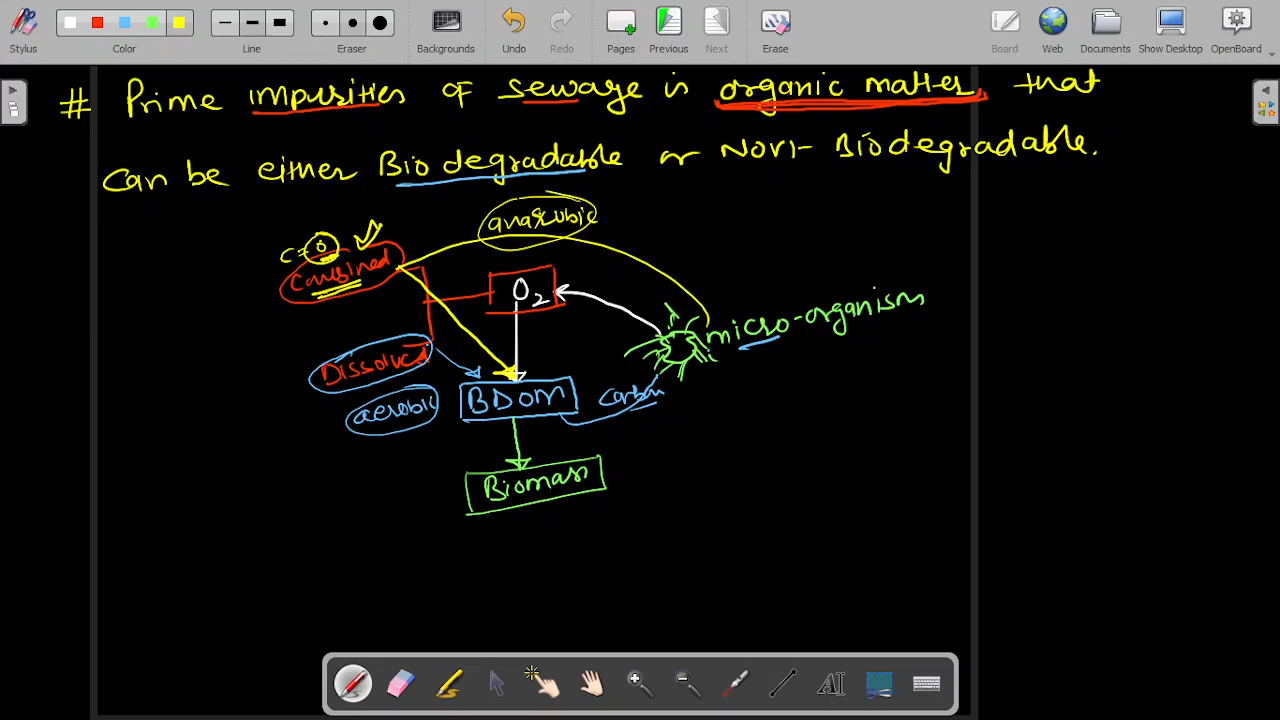 Stylus
Color
Line
Eraser
Backgrounds
Undo
Redo
Pages
Previous
Next
Erase
Board
Web
Documents
Show Desktop
OpenBoard
# Prime impurities of sewage is organic matter that
can be either Bio degradable or Non-Biodegradable.
anaerobic
C=O
Combined
O2
micro-organism
Dissolved
aerobic
BDOM
Carbon
Biomass
AI